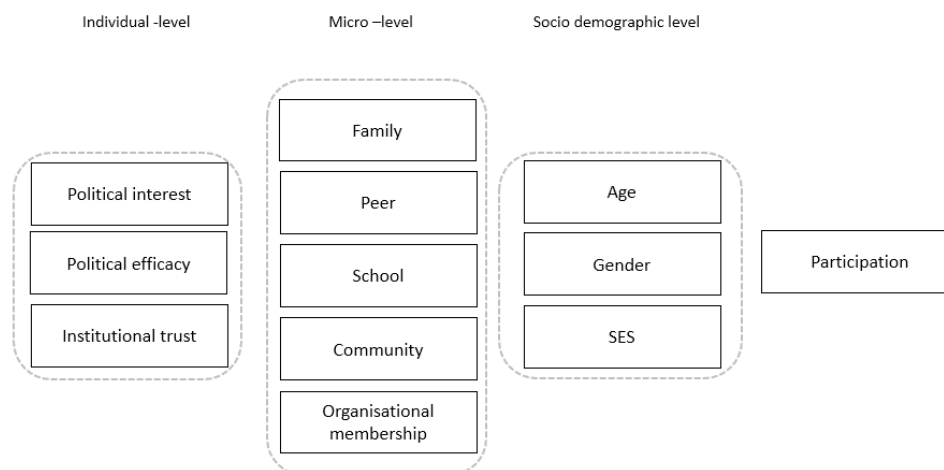 Individual -level
Micro –level
Socio demographic level
Family
Political interest
Age
Peer
Political efficacy
Gender
Participation
School
Institutional trust
SES
Community
Organisational
membership